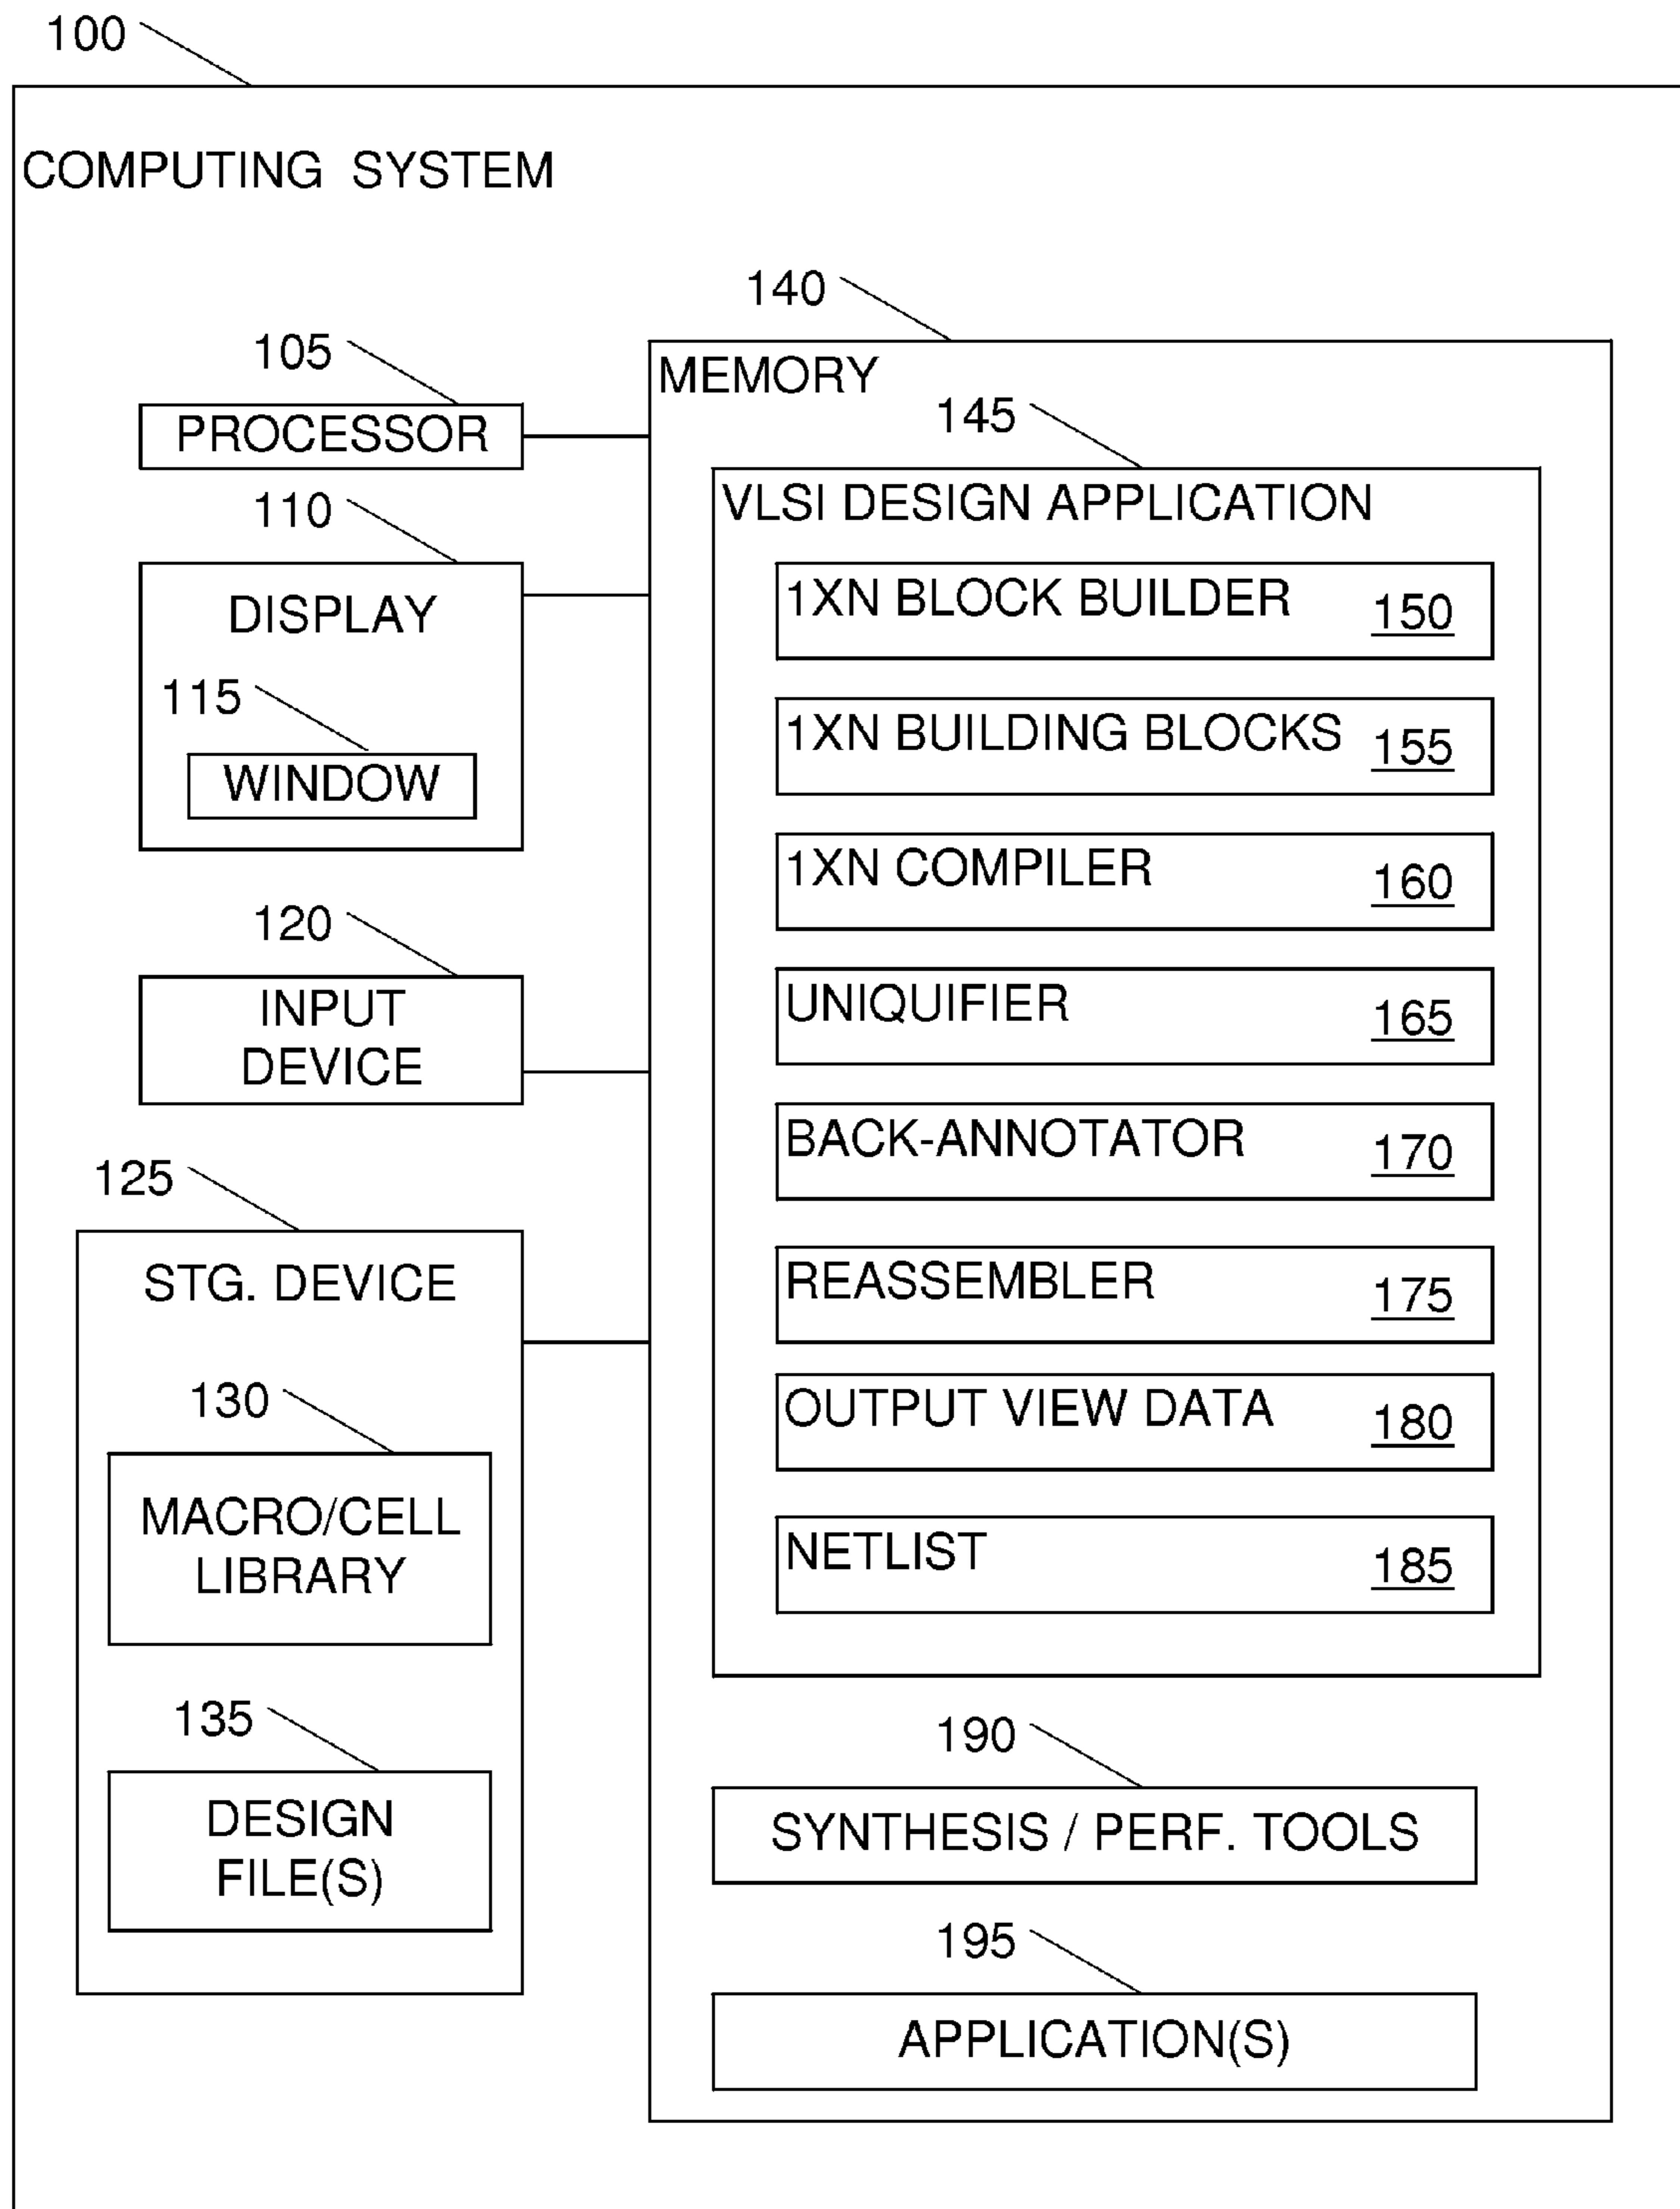 100
COMPUTING SYSTEM
105
PROCESSOR
110
DISPLAY
115
WINDOW
120
INPUT
DEVICE
125
STG. DEVICE
130
MACRO/CELL
LIBRARY
135
DESIGN
FILE(S)
140
MEMORY
145
VLSI DESIGN APPLICATION
1XN BLOCK BUILDER 150
1XN BUILDING BLOCKS 155
1XN COMPILER 160
UNIQUIFIER 165
BACK-ANNOTATOR 170
REASSEMBLER 175
OUTPUT VIEW DATA 180
NETLIST 185
190
SYNTHESIS / PERF. TOOLS
195
APPLICATION(S)